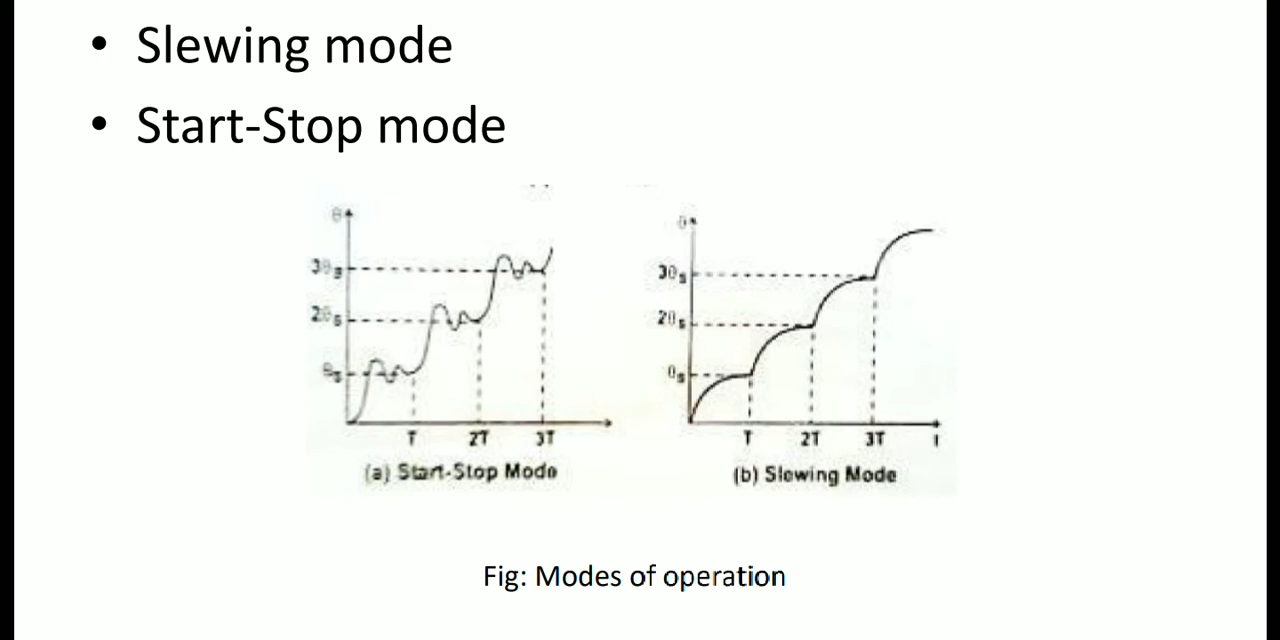 • Slewing mode
• Start-Stop mode
θ
3θs
2θs
θs
T 2T 3T
(a) Start-Stop Mode
θ
3θs
2θs
θs
T 2T 3T t
(b) Slewing Mode
Fig: Modes of operation